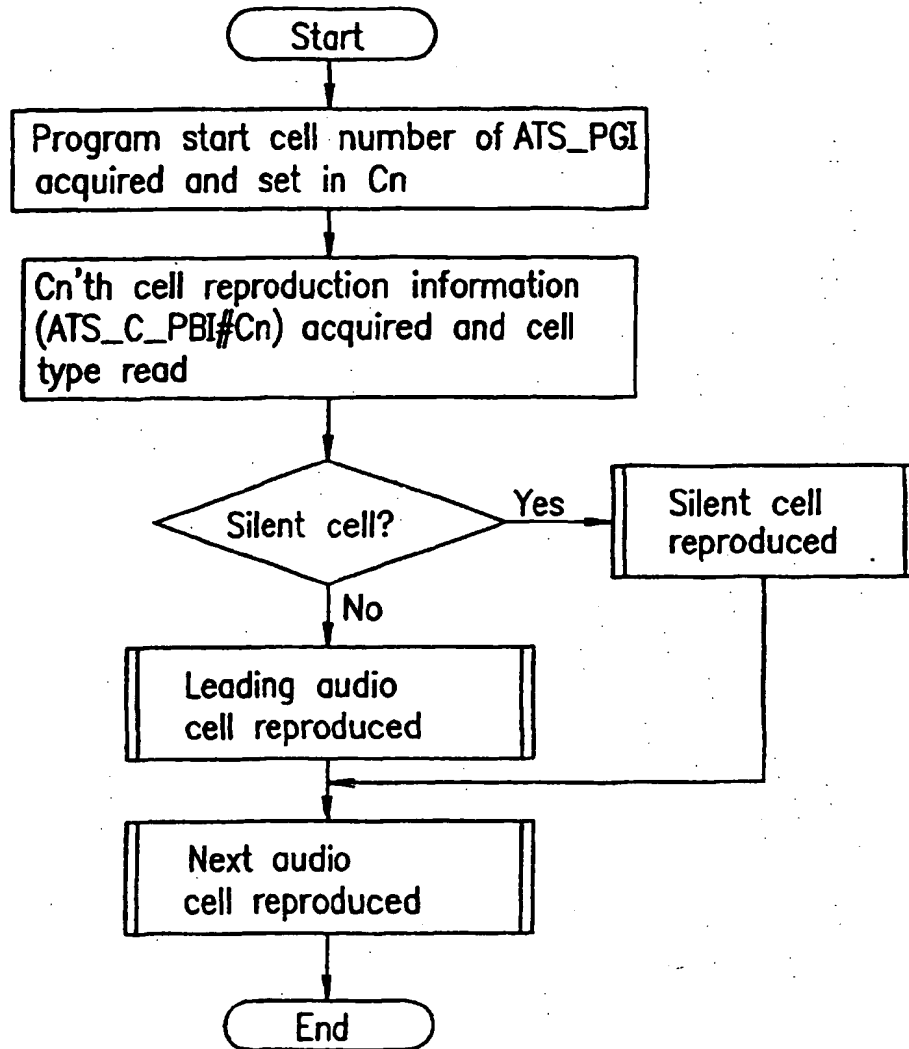 Start
Program start cell number of ATS_PGI
acquired and set in Cn
Cn'th cell reproduction information
(ATS_C_PBI#Cn) acquired and cell
type read
Silent cell?
Yes
Silent cell
reproduced
No
Leading audio
cell reproduced
Next audio
cell reproduced
End